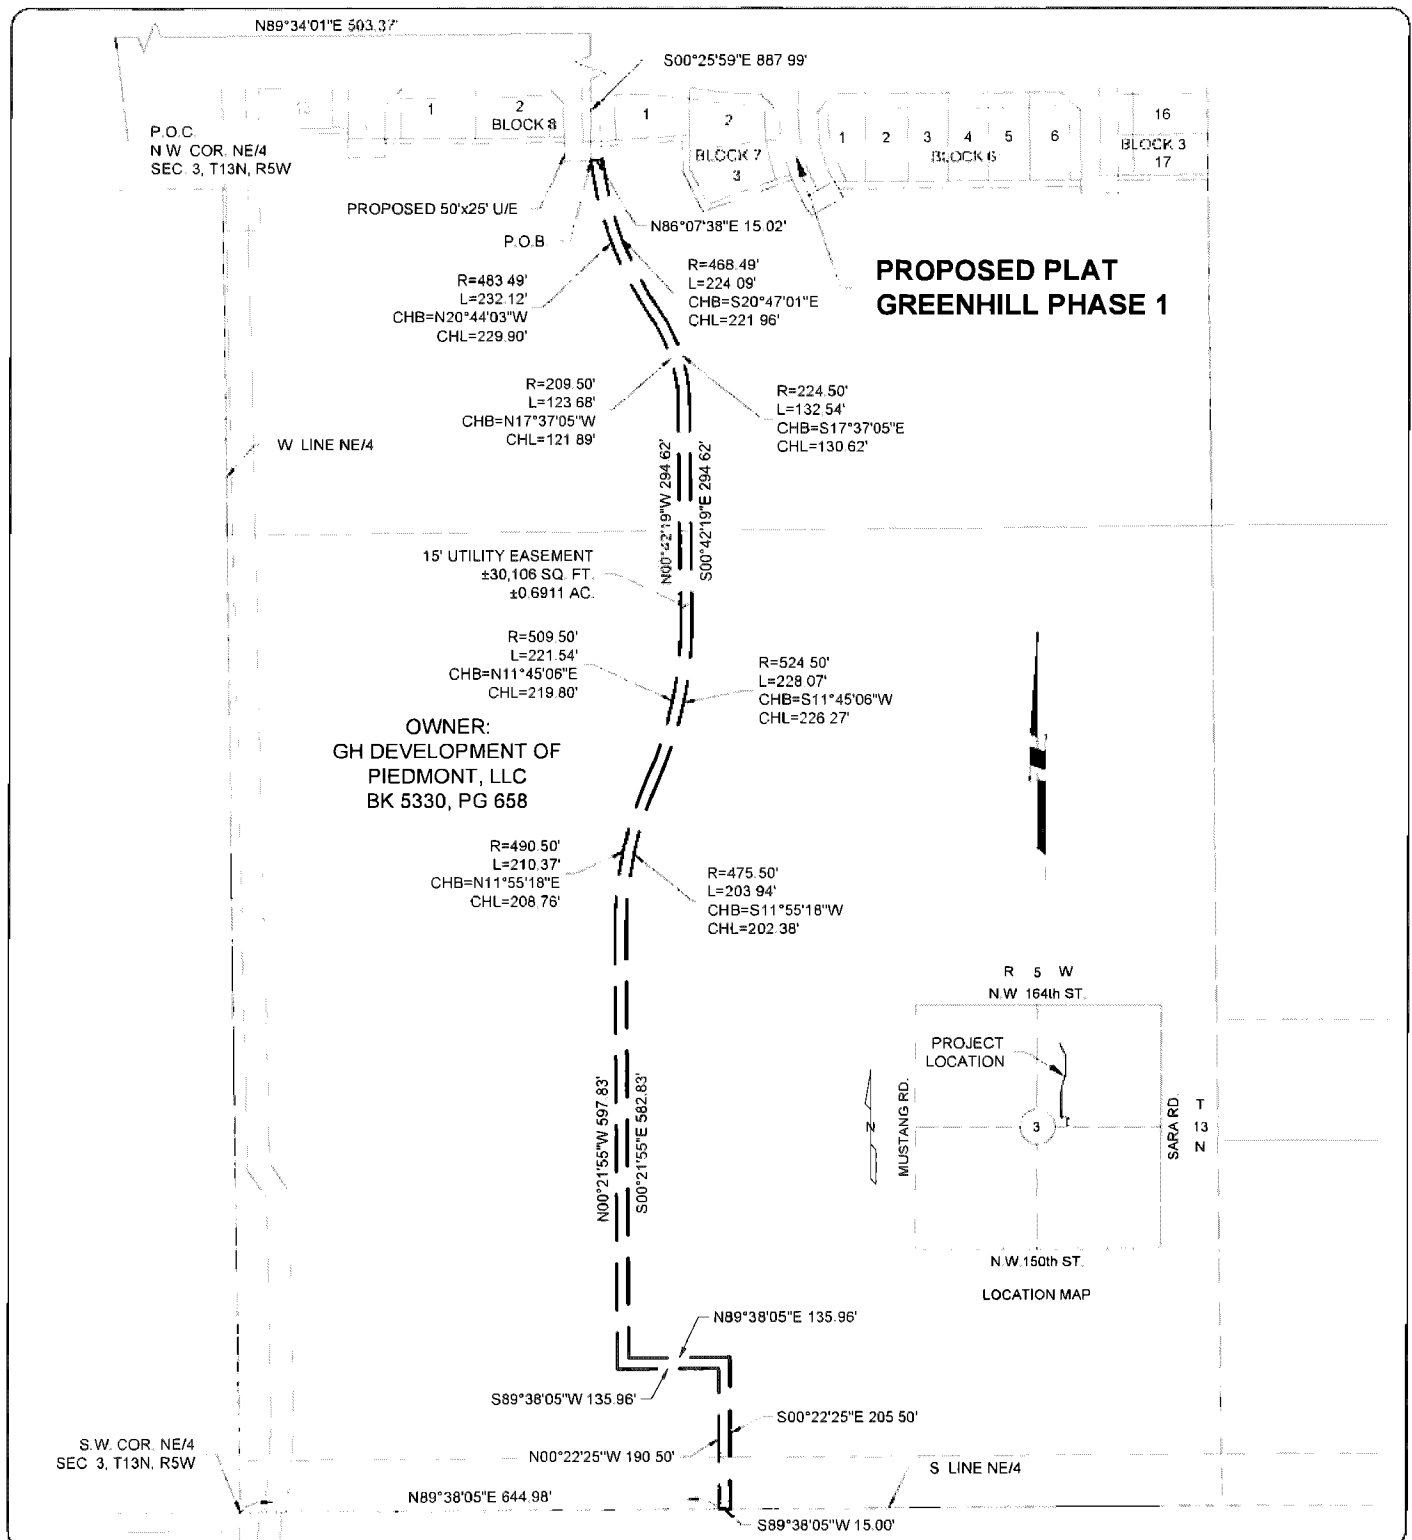 N89°34'01"E 503.37'
S00°25'59"E 887 99'
P.O.C.
N W COR. NE/4
SEC. 3, T13N, R5W
13
1
2
BLOCK 8
1
2
BLOCK 7
3
1
2
3
4
5
6
BLOCK 6
16
BLOCK 3
17
PROPOSED 50'x25' U/E
P.O.B.
N86°07'38"E 15.02'
PROPOSED PLAT
GREENHILL PHASE 1
R=483 49'
L=232.12'
CHB=N20°44'03"W
CHL=229.90'
R=468.49'
L=224 09'
CHB=S20°47'01"E
CHL=221 96'
R=209.50'
L=123 68'
CHB=N17°37'05"W
CHL=121 89'
R=224.50'
L=132.54'
CHB=S17°37'05"E
CHL=130.62'
W LINE NE/4
N00°42'19"W 294 62'
S00°42'19"E 294 62'
15' UTILITY EASEMENT
±30,106 SQ. FT.
±0.6911 AC.
R=509.50'
L=221.54'
CHB=N11°45'06"E
CHL=219.80'
R=524 50'
L=228 07'
CHB=S11°45'06"W
CHL=226 27'
OWNER:
GH DEVELOPMENT OF
PIEDMONT, LLC
BK 5330, PG 658
R=490.50'
L=210.37'
CHB=N11°55'18"E
CHL=208.76'
R=475.50'
L=203 94'
CHB=S11°55'18"W
CHL=202.38'
N00°21'55"W 597.83'
S00°21'55"E 582.83'
R 5 W
N.W 164th ST.
PROJECT
LOCATION
N
MUSTANG RD.
3
SARA RD.
T
13
N
N.W.150th ST.
LOCATION MAP
N89°38'05"E 135.96'
S89°38'05"W 135.96'
S00°22'25"E 205 50'
N00°22'25"W 190 50'
S.W. COR. NE/4
SEC 3, T13N, R5W
S LINE NE/4
N89°38'05"E 644.98'
S89°38'05"W 15.00'